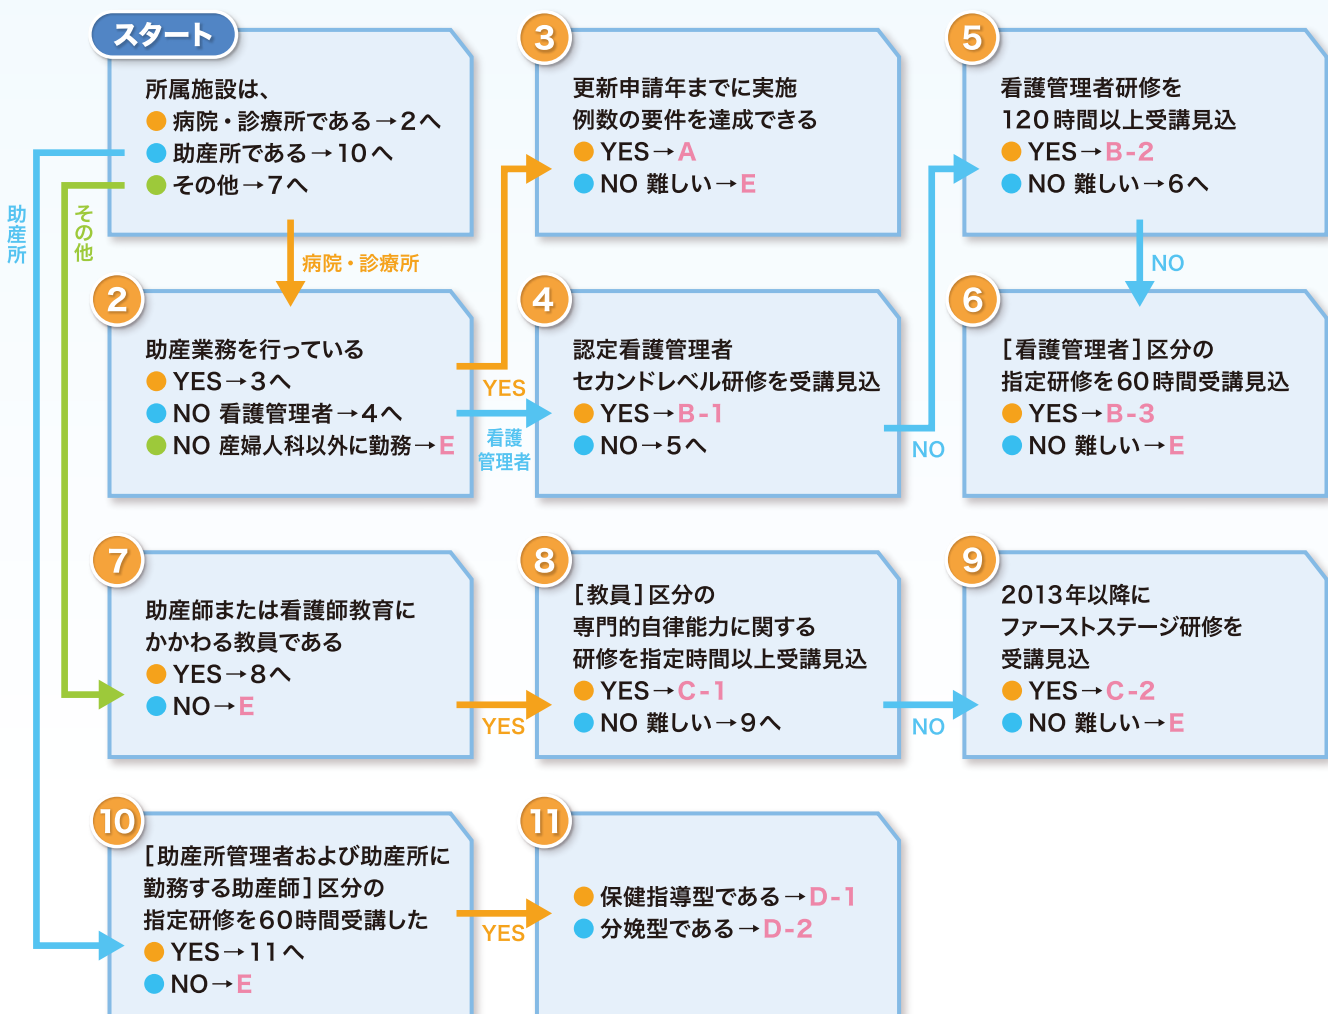 スタート
所属施設は、
病院・診療所である→2へ
助産所である→10へ
その他→7へ
助産所
その他
病院・診療所
2
助産業務を行っている
YES→3へ
NO 看護管理者→4へ
NO 産婦人科以外に勤務→E
YES
看護
管理者
3
更新申請年までに実施
例数の要件を達成できる
YES→A
NO 難しい→E
4
認定看護管理者
セカンドレベル研修を受講見込
YES→B-1
NO→5へ
NO
5
看護管理者研修を
120時間以上受講見込
YES→B-2
NO 難しい→6へ
NO
6
［看護管理者］区分の
指定研修を60時間受講見込
YES→B-3
NO 難しい→E
7
助産師または看護師教育に
かかわる教員である
YES→8へ
NO→E
YES
8
［教員］区分の
専門的自律能力に関する
研修を指定時間以上受講見込
YES→C-1
NO 難しい→9へ
NO
9
2013年以降に
ファーストステージ研修を
受講見込
YES→C-2
NO 難しい→E
10
［助産所管理者および助産所に
勤務する助産師］区分の
指定研修を60時間受講した
YES→11へ
NO→E
YES
11
保健指導型である→D-1
分娩型である→D-2